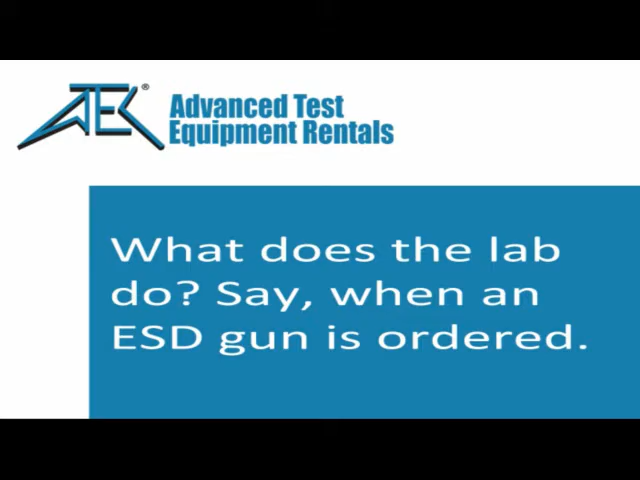 ATEC®
Advanced Test
Equipment Rentals
What does the lab
do? Say, when an
ESD gun is ordered.